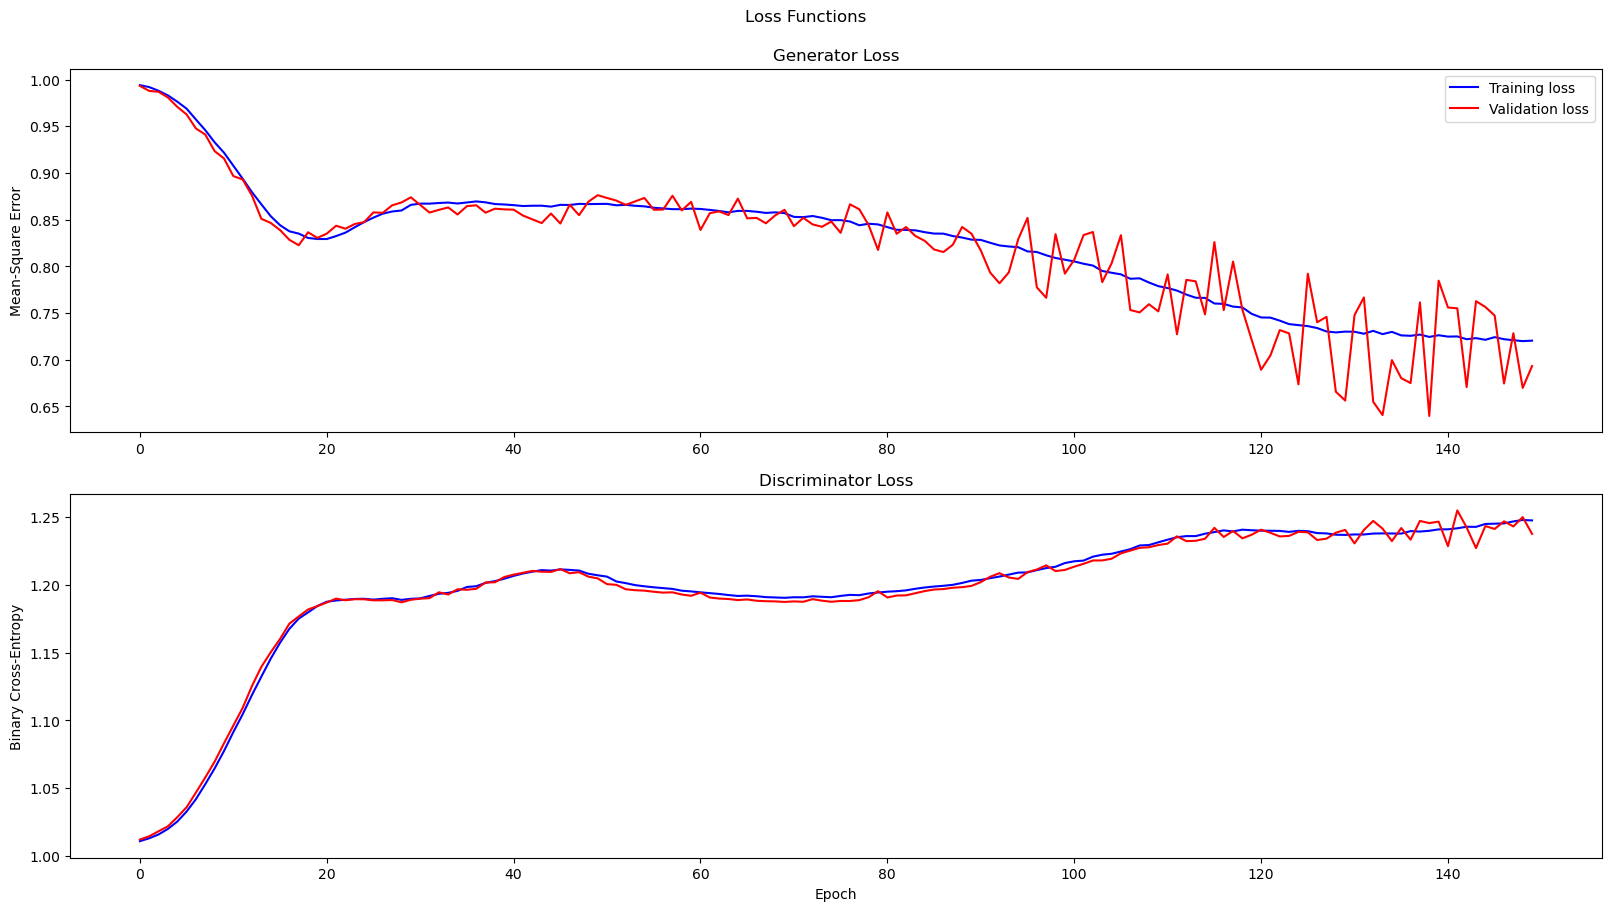 Loss Functions
Generator Loss
Mean-Square Error
1.00
0.95
0.90
0.85
0.80
0.75
0.70
0.65
Training loss
Validation loss
0 20 40 60 80 100 120 140
Discriminator Loss
Binary Cross-Entropy
1.25
1.20
1.15
1.10
1.05
1.00
0 20 40 60 80 100 120 140
Epoch